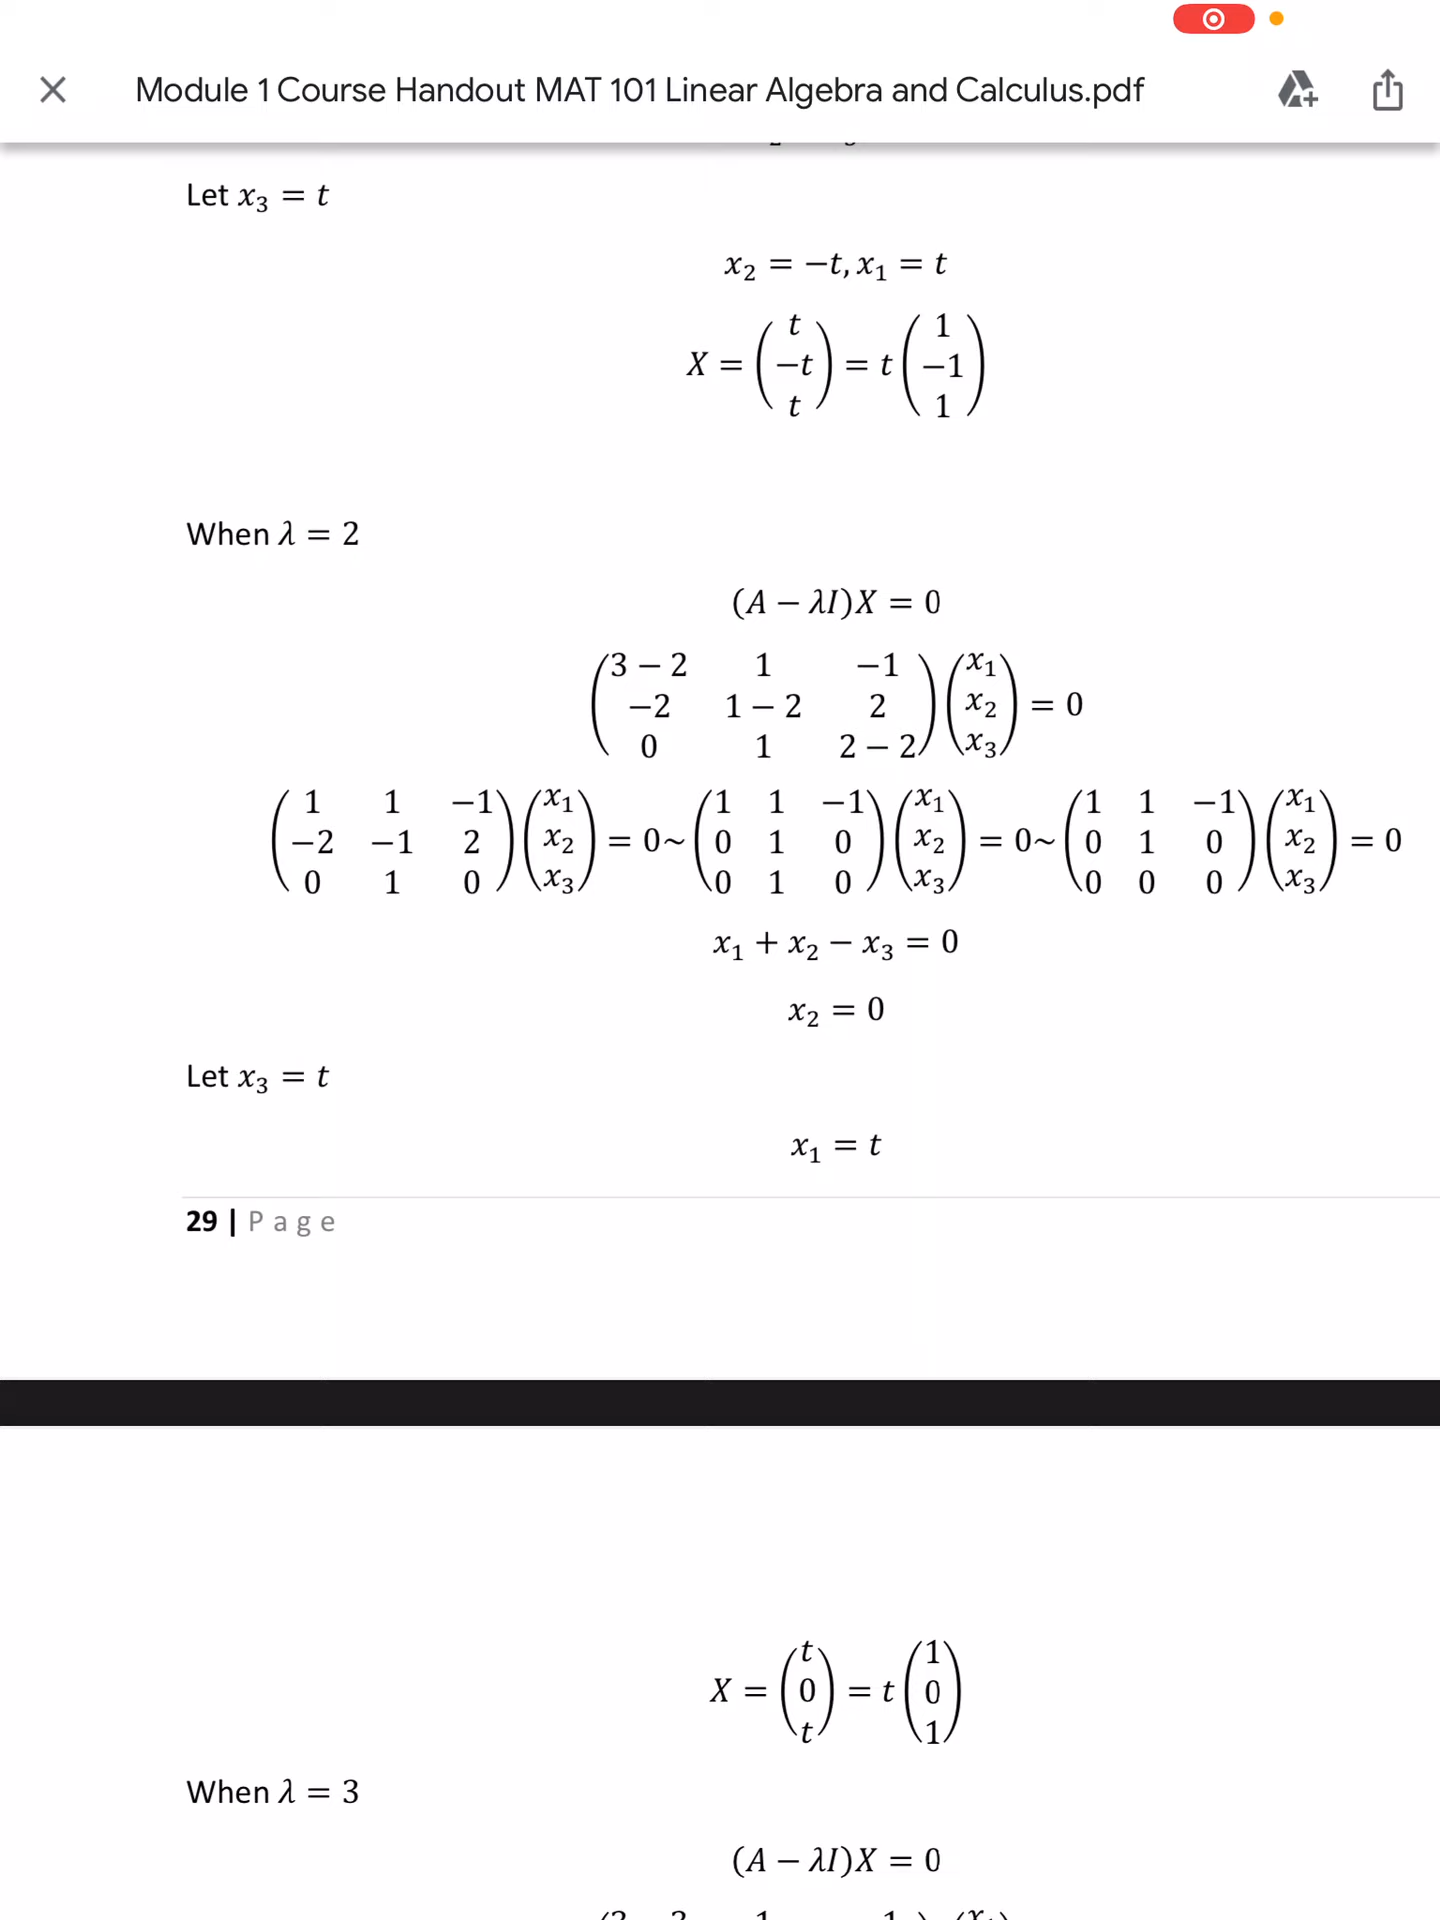 Module 1 Course Handout MAT 101 Linear Algebra and Calculus.pdf
Let x₃ = t
x₂ = −t, x₁ = t
X = (t −t t) = t (1 −1 1)
When λ = 2
(A − λI)X = 0
(3 − 2 1 −1
−2 1 − 2 2
0 1 2 − 2) (x₁ x₂ x₃) = 0
(1 1 −1 −2 −1 2 0 1 0) (x₁ x₂ x₃) = 0~ (1 1 −1 0 1 0 0 1 0) (x₁ x₂ x₃) = 0~ (1 1 −1 0 1 0 0 0 0) (x₁ x₂ x₃) = 0
x₁ + x₂ − x₃ = 0
x₂ = 0
Let x₃ = t
x₁ = t
29 | Page
X = (t 0 t) = t (1 0 1)
When λ = 3
(A − λI)X = 0